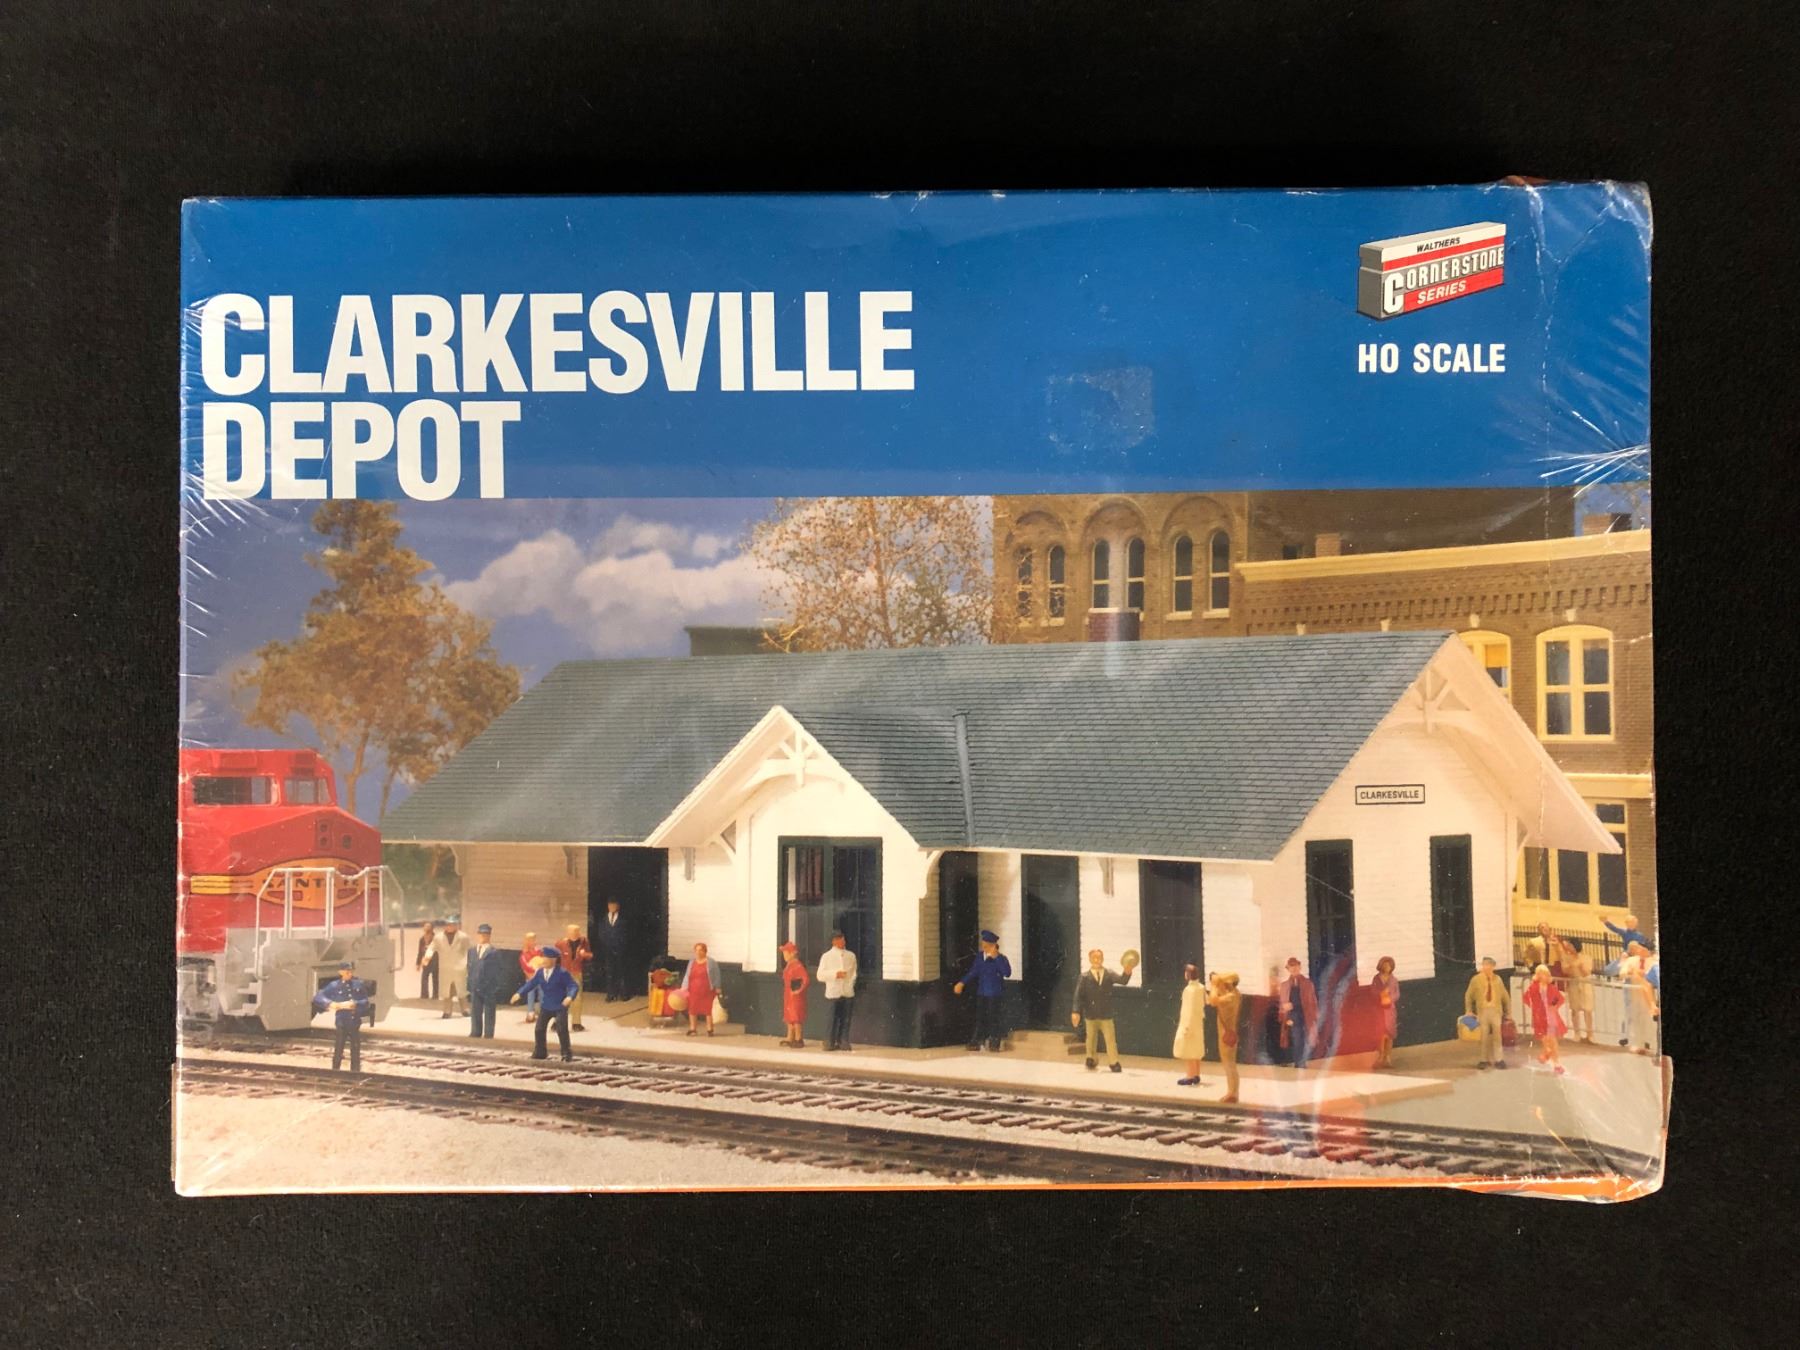 CLARKESVILLE
DEPOT
WALTHERS
CORNERSTONE
SERIES
HO SCALE
CLARKESVILLE
SANTA FE